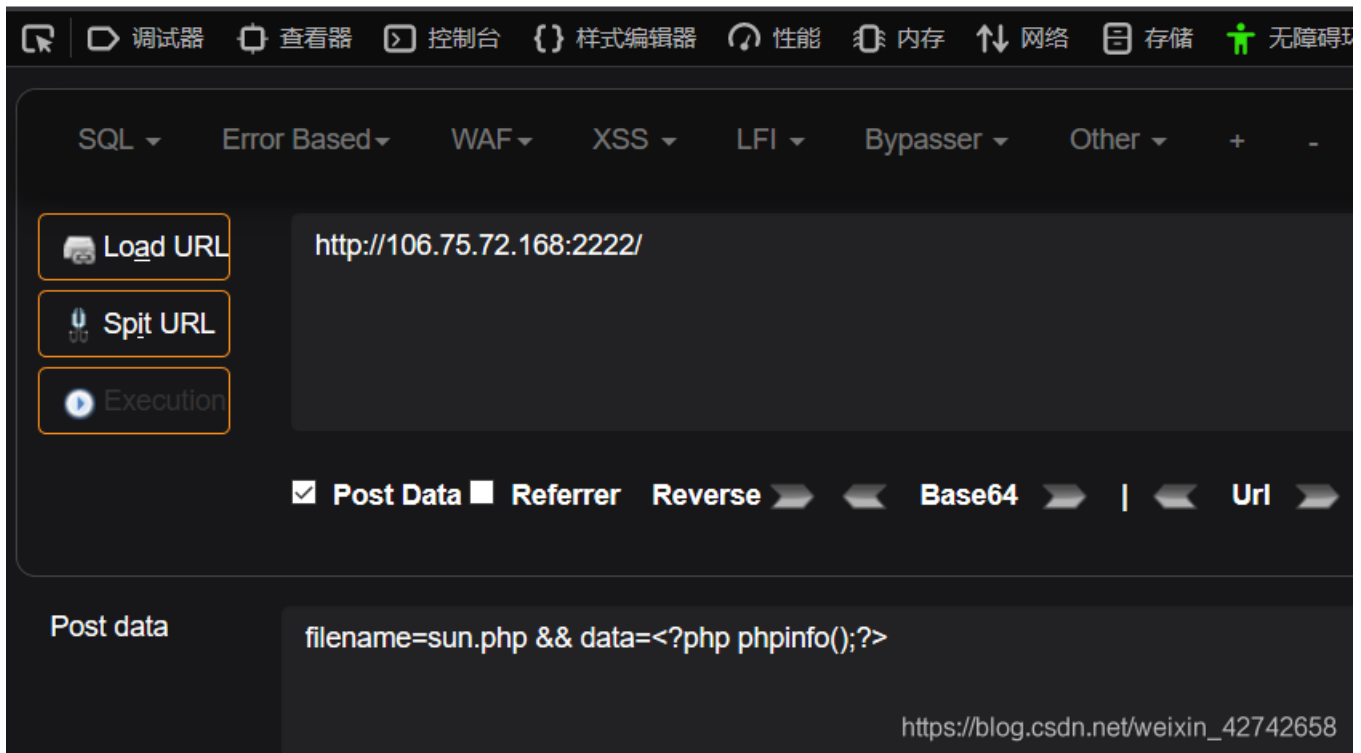 调试器 查看器 控制台 样式编辑器 性能 内存 网络 存储 无障碍环
SQL Error Based WAF XSS LFI Bypasser Other + -
Load URL
http://106.75.72.168:2222/
Spit URL
Execution
Post Data Referrer Reverse Base64 | Url
Post data
filename=sun.php && data=<?php phpinfo();?>
https://blog.csdn.net/weixin_42742658